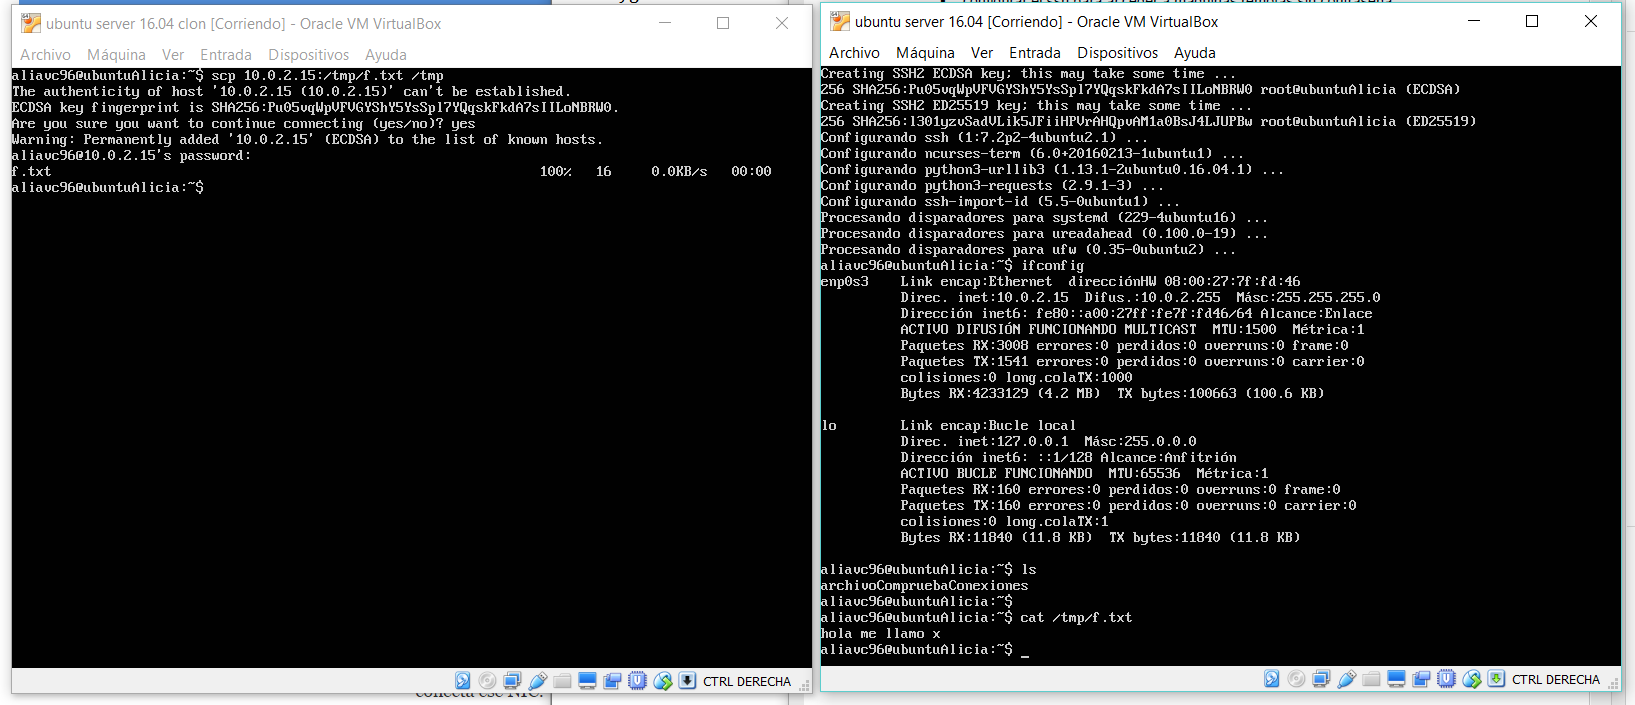 ubuntu server 16.04 clon [Corriendo] - Oracle VM VirtualBox
Archivo Máquina Ver Entrada Dispositivos Ayuda
aliavc96@ubuntuAlicia:~$ scp 10.0.2.15:/tmp/f.txt /tmp
The authenticity of host '10.0.2.15 (10.0.2.15)' can't be established.
ECDSA key fingerprint is SHA256:Pu05vqWpVFVGYShY5YsSpl7YQqskFkdA7sIILoNBRW0.
Are you sure you want to continue connecting (yes/no)? yes
Warning: Permanently added '10.0.2.15' (ECDSA) to the list of known hosts.
aliavc96@10.0.2.15's password:
f.txt 100% 16 0.0KB/s 00:00
aliavc96@ubuntuAlicia:~$
CTRL DERECHA
conecta ese NIC.
ubuntu server 16.04 [Corriendo] - Oracle VM VirtualBox
Archivo Máquina Ver Entrada Dispositivos Ayuda
Creating SSH2 ECDSA key; this may take some time ...
256 SHA256:Pu05vqWpVFVGYShY5YsSpl7YQqskFkdA7sIILoNBRW0 root@ubuntuAlicia (ECDSA)
Creating SSH2 ED25519 key; this may take some time ...
256 SHA256:l301yzvSadVLik5JFiiHPVrAHQpvAM1a0BsJ4LJUPBw root@ubuntuAlicia (ED25519)
Configurando ssh (1:7.2p2-4ubuntu2.1) ...
Configurando ncurses-term (6.0+20160213-1ubuntu1) ...
Configurando python3-urllib3 (1.13.1-2ubuntu0.16.04.1) ...
Configurando python3-requests (2.9.1-3) ...
Configurando ssh-import-id (5.5-0ubuntu1) ...
Procesando disparadores para systemd (229-4ubuntu16) ...
Procesando disparadores para ureadahead (0.100.0-19) ...
Procesando disparadores para ufw (0.35-0ubuntu2) ...
aliavc96@ubuntuAlicia:~$ ifconfig
enp0s3 Link encap:Ethernet direcciónHW 08:00:27:7f:fd:46
Direc. inet:10.0.2.15 Difus.:10.0.2.255 Másc:255.255.255.0
Dirección inet6: fe80::a00:27ff:fe7f:fd46/64 Alcance:Enlace
ACTIVO DIFUSIÓN FUNCIONANDO MULTICAST MTU:1500 Métrica:1
Paquetes RX:3008 errores:0 perdidos:0 overruns:0 frame:0
Paquetes TX:1541 errores:0 perdidos:0 overruns:0 carrier:0
colisiones:0 long.colaTX:1000
Bytes RX:4233129 (4.2 MB) TX bytes:100663 (100.6 KB)
lo Link encap:Bucle local
Direc. inet:127.0.0.1 Másc:255.0.0.0
Dirección inet6: ::1/128 Alcance:Anfitrión
ACTIVO BUCLE FUNCIONANDO MTU:65536 Métrica:1
Paquetes RX:160 errores:0 perdidos:0 overruns:0 frame:0
Paquetes TX:160 errores:0 perdidos:0 overruns:0 carrier:0
colisiones:0 long.colaTX:1
Bytes RX:11840 (11.8 KB) TX bytes:11840 (11.8 KB)
aliavc96@ubuntuAlicia:~$ ls
archivoCompruebaConexiones
aliavc96@ubuntuAlicia:~$
aliavc96@ubuntuAlicia:~$ cat /tmp/f.txt
hola me llamo x
aliavc96@ubuntuAlicia:~$ _
CTRL DERECHA